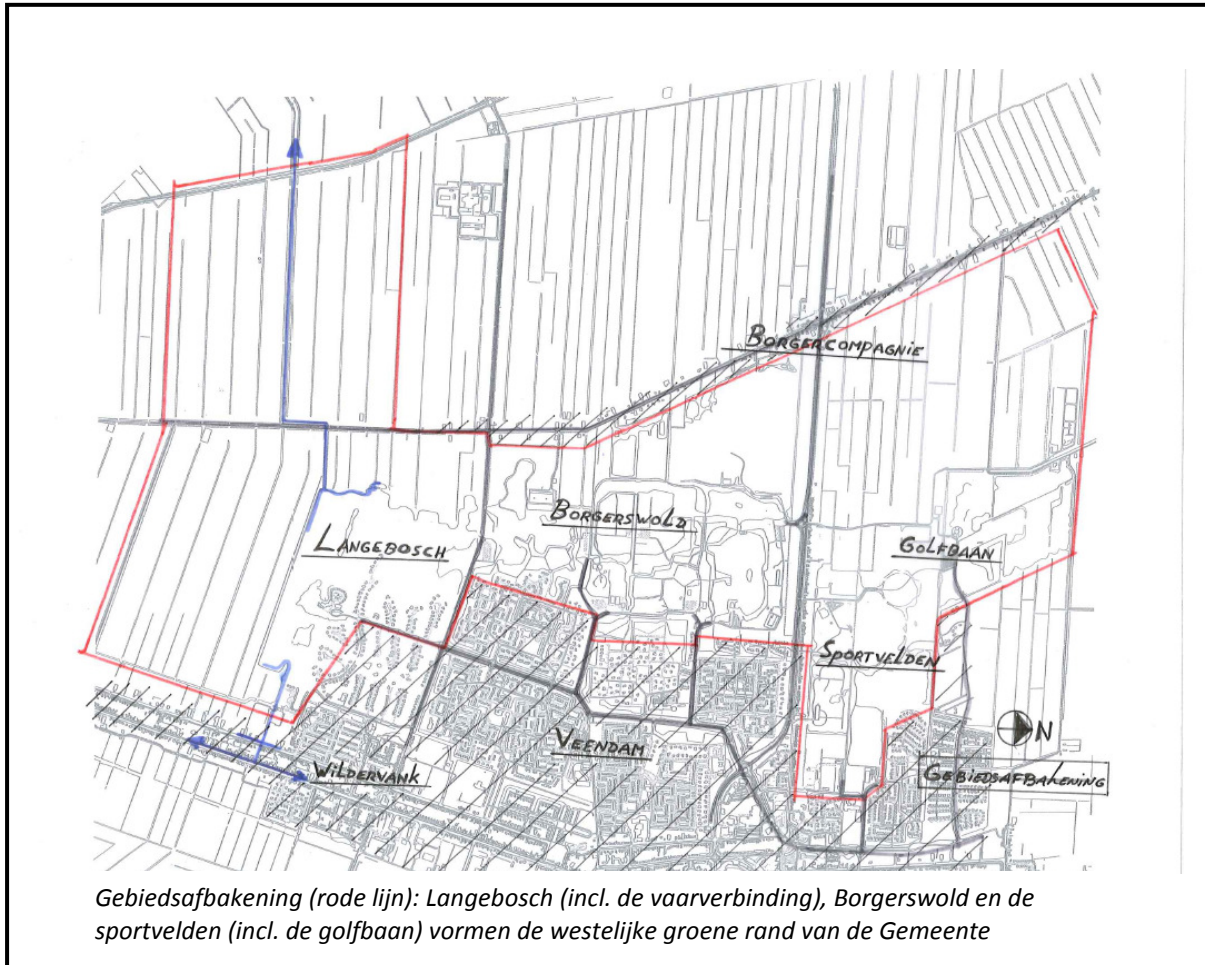 BORGERCOMPAGNIE
BORGERSWOLD
LANGEBOSCH
GOLFBAAN
SPORTVELDEN
N
VEENDAM
WILDERVANK
GEBIEDSAFBAKENING
Gebiedsafbakening (rode lijn): Langebosch (incl. de vaarverbinding), Borgerswold en de
sportvelden (incl. de golfbaan) vormen de westelijke groene rand van de Gemeente